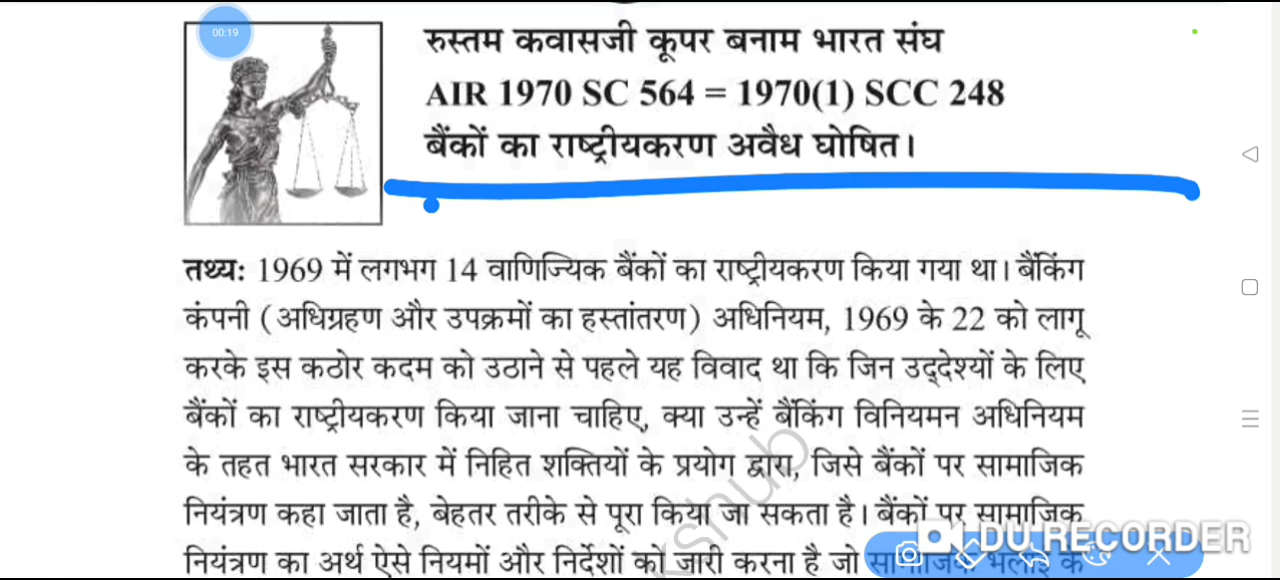 00:19
रुस्तम कवासजी कूपर बनाम भारत संघ
AIR 1970 SC 564 = 1970(1) SCC 248
बैंकों का राष्ट्रीयकरण अवैध घोषित।
तथ्य: 1969 में लगभग 14 वाणिज्यिक बैंकों का राष्ट्रीयकरण किया गया था। बैंकिंग
कंपनी (अधिग्रहण और उपक्रमों का हस्तांतरण) अधिनियम, 1969 के 22 को लागू
करके इस कठोर कदम को उठाने से पहले यह विवाद था कि जिन उद्देश्यों के लिए
बैंकों का राष्ट्रीयकरण किया जाना चाहिए, क्या उन्हें बैंकिंग विनियमन अधिनियम
के तहत भारत सरकार में निहित शक्तियों के प्रयोग द्वारा, जिसे बैंकों पर सामाजिक
नियंत्रण कहा जाता है, बेहतर तरीके से पूरा किया जा सकता है। बैंकों पर सामाजिक
नियंत्रण का अर्थ ऐसे नियमों और निर्देशों को जारी करना है जो सामाजिक भलाई के
DU RECORDER